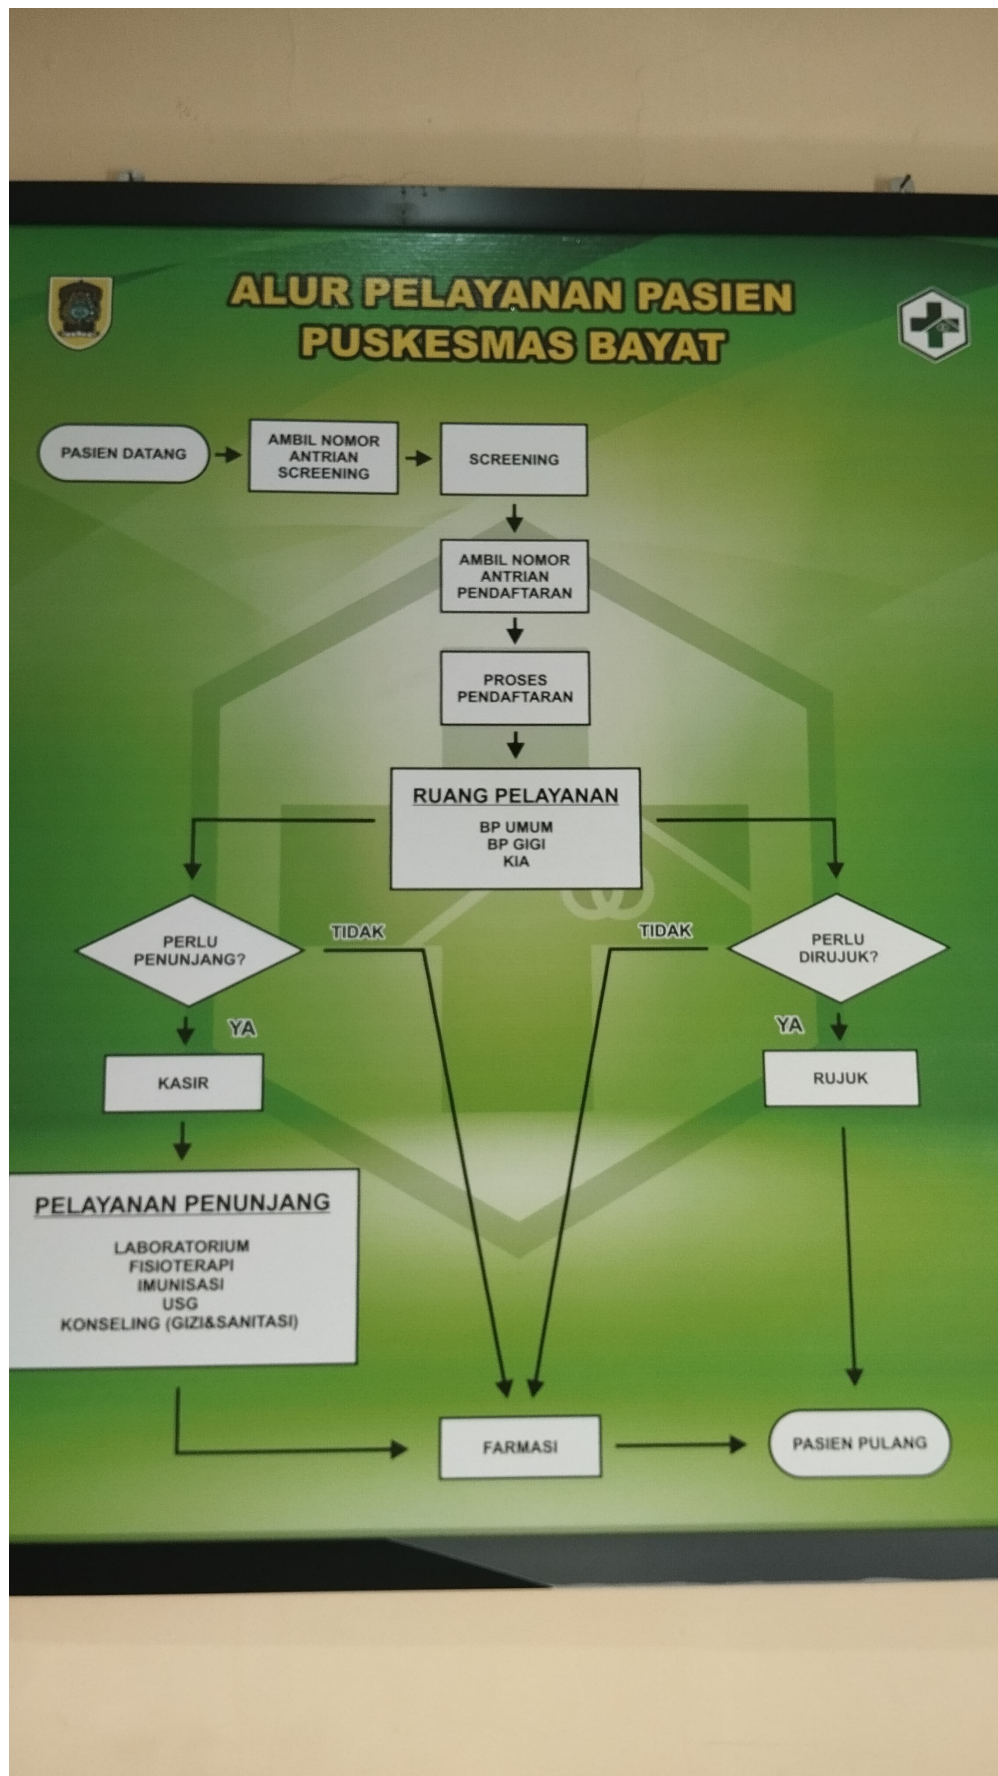 ALUR PELAYANAN PASIEN
PUSKESMAS BAYAT
PASIEN DATANG
AMBIL NOMOR
ANTRIAN
SCREENING
SCREENING
AMBIL NOMOR
ANTRIAN
PENDAFTARAN
PROSES
PENDAFTARAN
RUANG PELAYANAN
BP UMUM
BP GIGI
KIA
PERLU
PENUNJANG?
TIDAK
TIDAK
PERLU
DIRUJUK?
YA
YA
KASIR
RUJUK
PELAYANAN PENUNJANG
LABORATORIUM
FISIOTERAPI
IMUNISASI
USG
KONSELING (GIZI&SANITASI)
FARMASI
PASIEN PULANG